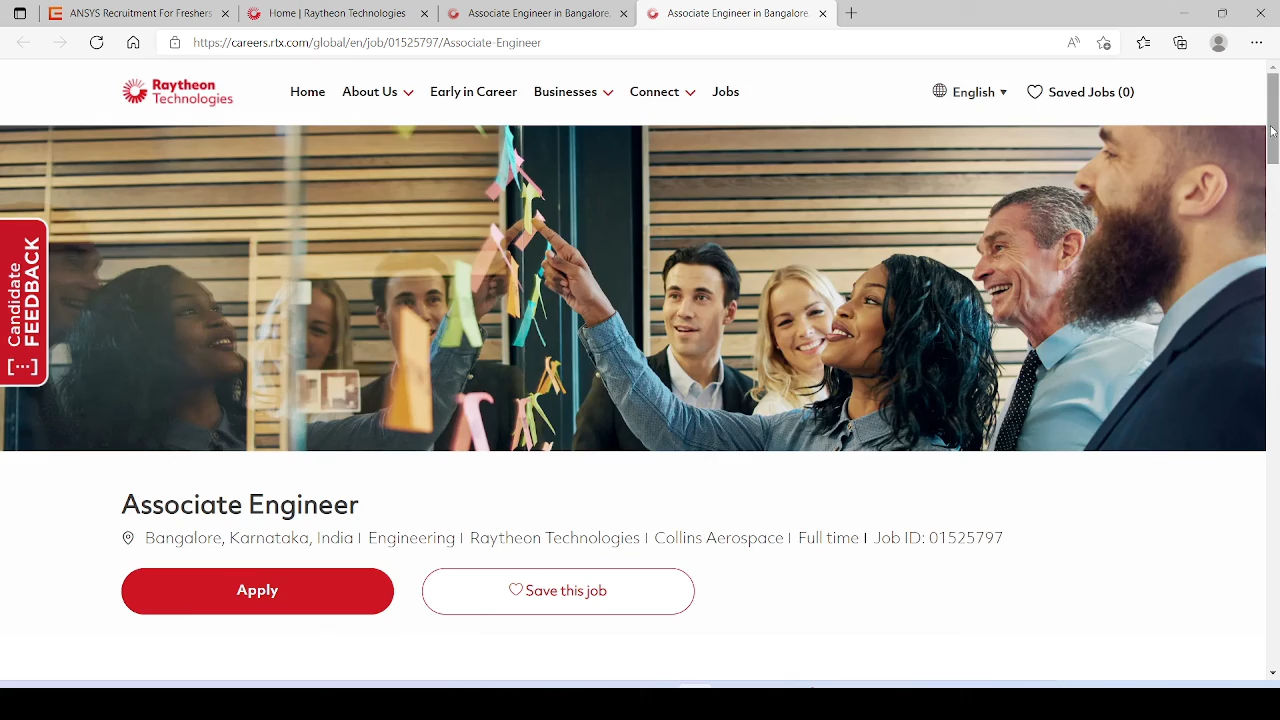 ANSYS Recruitment For Freshers
Home | Raytheon Technologies
Associate Engineer in Bangalore,
Associate Engineer in Bangalore,
https://careers.rtx.com/global/en/job/01525797/Associate-Engineer
Raytheon
Technologies
Home
About Us
Early in Career
Businesses
Connect
Jobs
English
Saved Jobs (0)
Candidate
FEEDBACK
Associate Engineer
Bangalore, Karnataka, India | Engineering | Raytheon Technologies | Collins Aerospace | Full time | Job ID: 01525797
Apply
Save this job